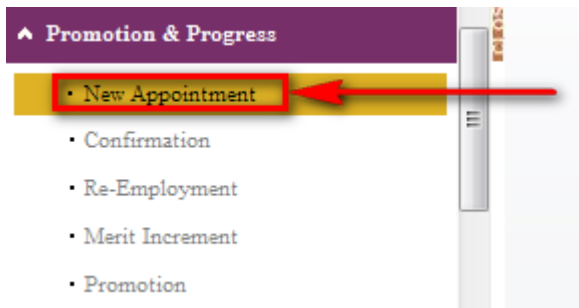 Promotion & Progress
• New Appointment
• Confirmation
• Re-Employment
• Merit Increment
• Promotion